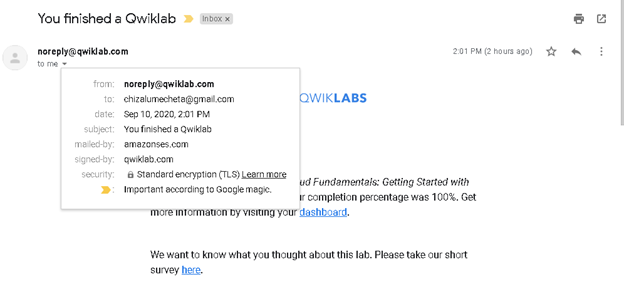 You finished a Qwiklab Inbox x
noreply@qwiklab.com 2:01 PM (2 hours ago)
to me
from: noreply@qwiklab.com
to: chizalumecheta@gmail.com
date: Sep 10, 2020, 2:01 PM
subject: You finished a Qwiklab
mailed-by: amazonses.com
signed-by: qwiklab.com
security: Standard encryption (TLS) Learn more
: Important according to Google magic.
QWIKLABS
ud Fundamentals: Getting Started with
ur completion percentage was 100%. Get
more information by visiting your dashboard.
We want to know what you thought about this lab. Please take our short
survey here.